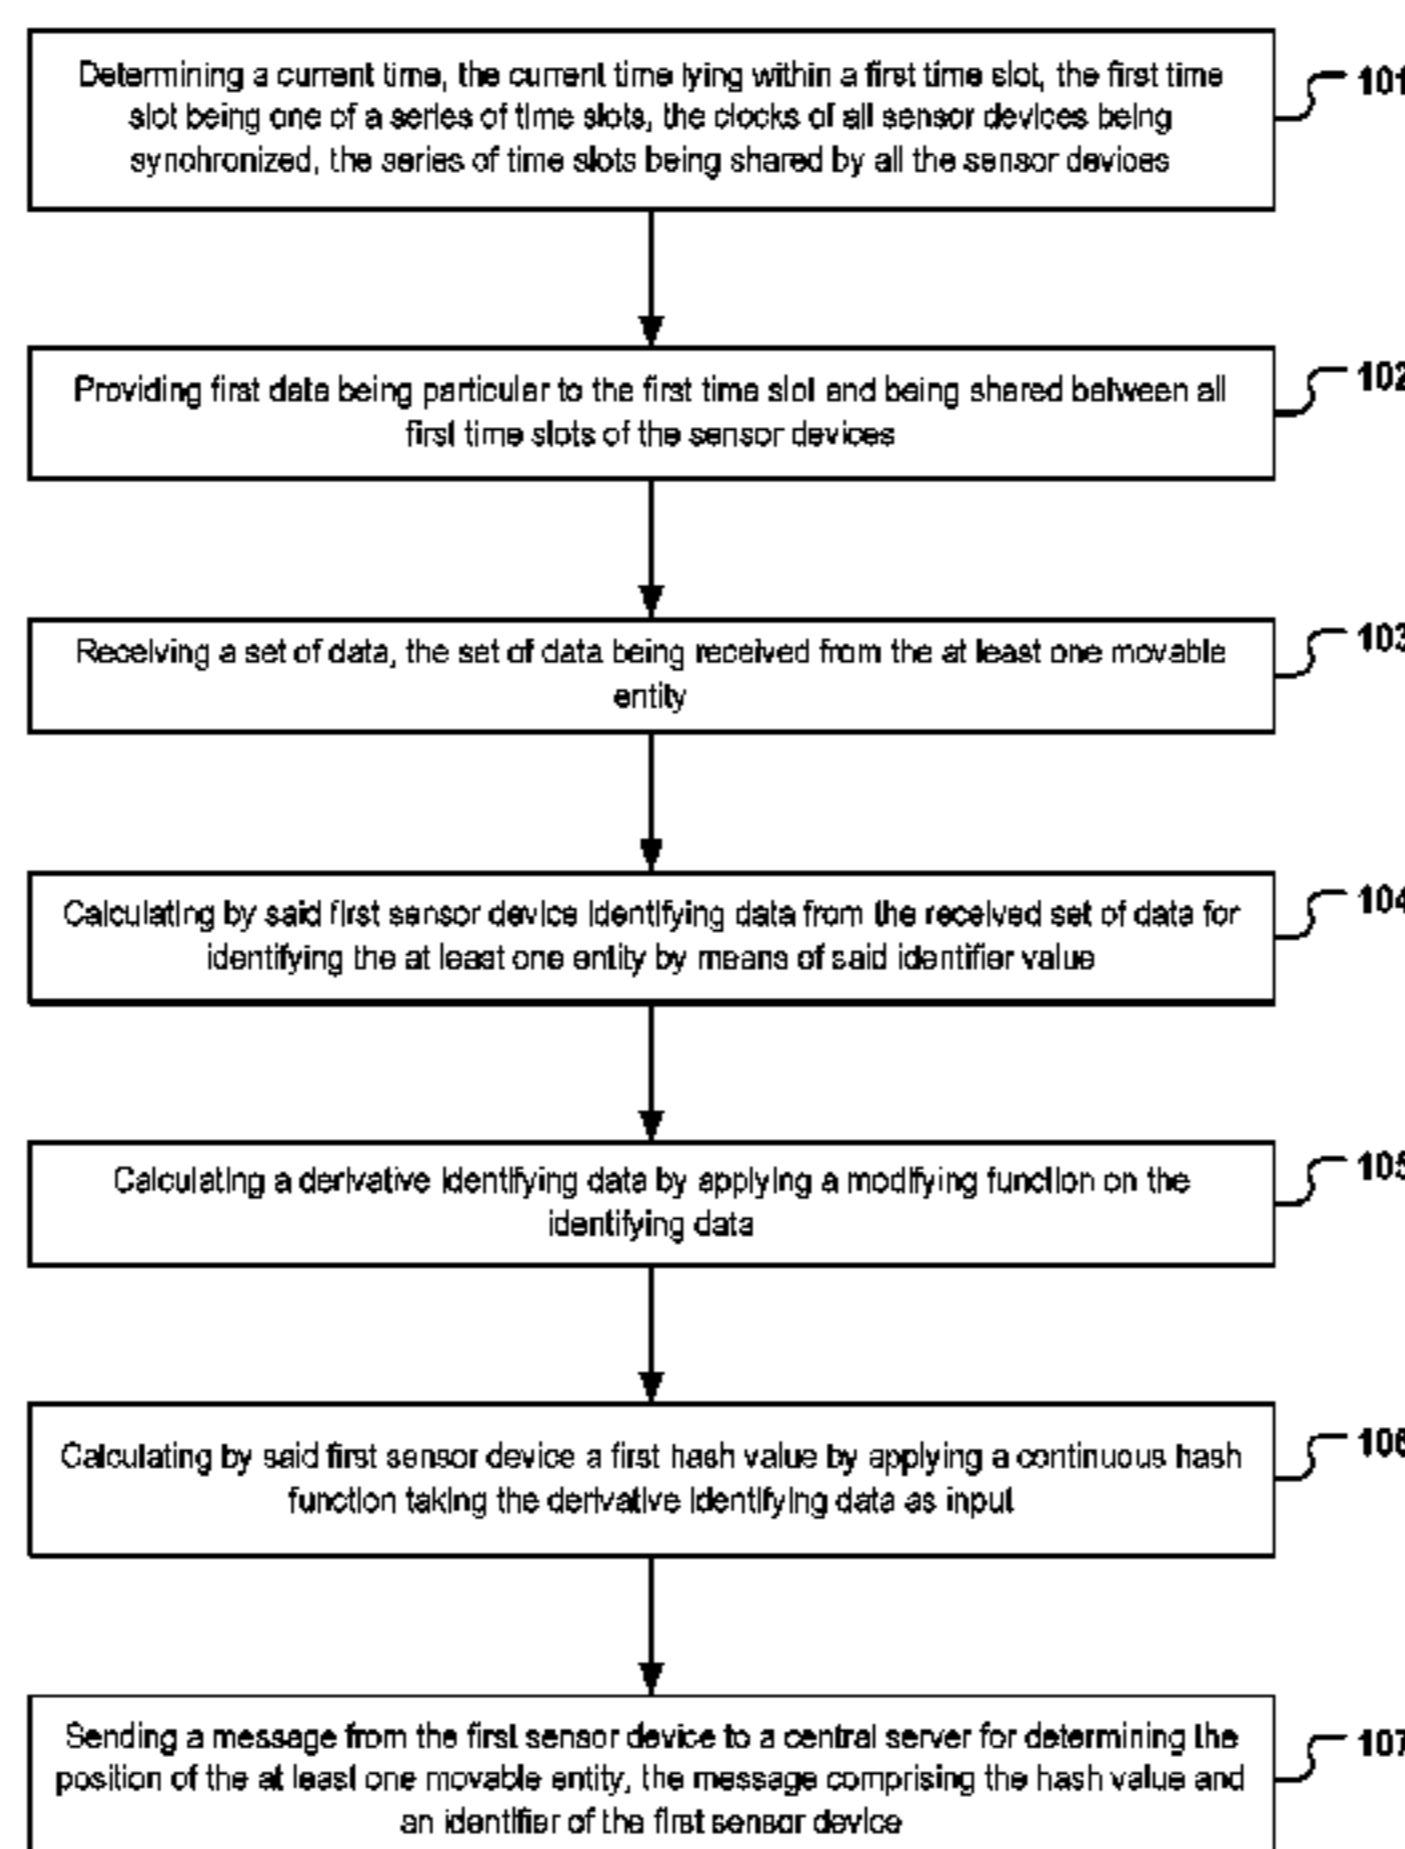 Determining a current time, the current time lying within a first time
slot being one of a series of time slots, the clocks of all sensor devices being
synchronized, the series of time slots being shared by all the sensor devices
101
Providing first data being particular to the first time slot and being shared between all
first time slots of the sensor devices
102
Receiving a set of data, the set of data being received from the at least one movable
entity
103
Calculating by said first sensor device identifying data from the received set of data for
identifying the at least one entity by means of said identifier value
104
Calculating a derivative identifying data by applying a modifying function on the
identifying data
105
Calculating by said first sensor device a first hash value by applying a continuous hash
function taking the derivative identifying data as input
106
Sending a message from the first sensor device to a central server for determining the
position of the at least one movable entity, the message comprising the hash value and
an identifier of the first sensor device
107